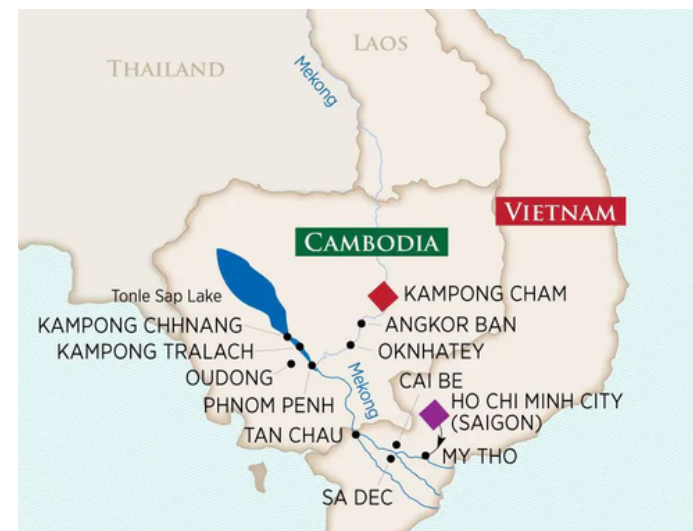 LAOS
THAILAND
Mekong
VIETNAM
CAMBODIA
Tonle Sap Lake
KAMPONG CHAM
KAMPONG CHHNANG
ANGKOR BAN
KAMPONG TRALACH
OKNHATEY
OUDONG
CAI BE
Mekong
PHNOM PENH
HO CHI MINH CITY
(SAIGON)
TAN CHAU
MY THO
SA DEC